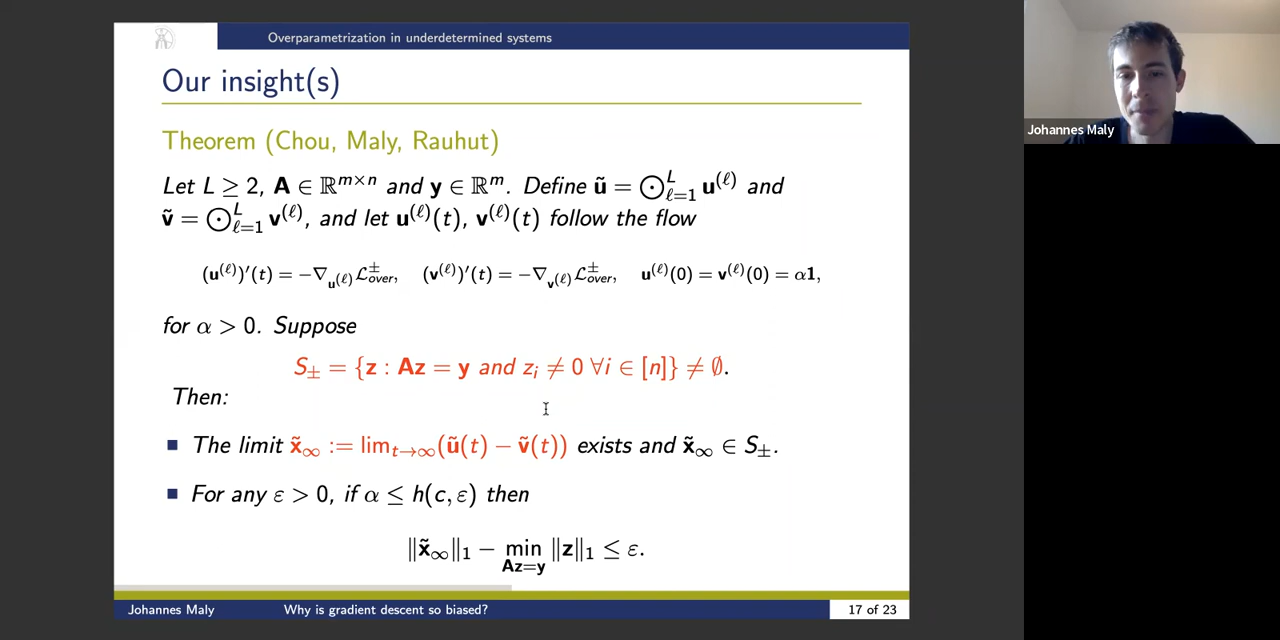 Overparametrization in underdetermined systems
Our insight(s)
Theorem (Chou, Maly, Rauhut)
Let L ≥ 2, A ∈ ℝ^{m×n} and y ∈ ℝ^m. Define ũ = ⨀_{ℓ=1}^L u^{(ℓ)} and
ṽ = ⨀_{ℓ=1}^L v^{(ℓ)}, and let u^{(ℓ)}(t), v^{(ℓ)}(t) follow the flow
(u^{(ℓ)})′(t) = −∇_{u^{(ℓ)}} ℒ_{over}^±, (v^{(ℓ)})′(t) = −∇_{v^{(ℓ)}} ℒ_{over}^±, u^{(ℓ)}(0) = v^{(ℓ)}(0) = α1,
for α > 0. Suppose
S_± = {z : Az = y and z_i ≠ 0 ∀i ∈ [n]} ≠ ∅.
Then:
■ The limit x̃_∞ := lim_{t→∞}(ũ(t) − ṽ(t)) exists and x̃_∞ ∈ S_±.
■ For any ε > 0, if α ≤ h(c, ε) then
‖x̃_∞‖_1 − min_{Az=y} ‖z‖_1 ≤ ε.
Johannes Maly Why is gradient descent so biased? 17 of 23
Johannes Maly